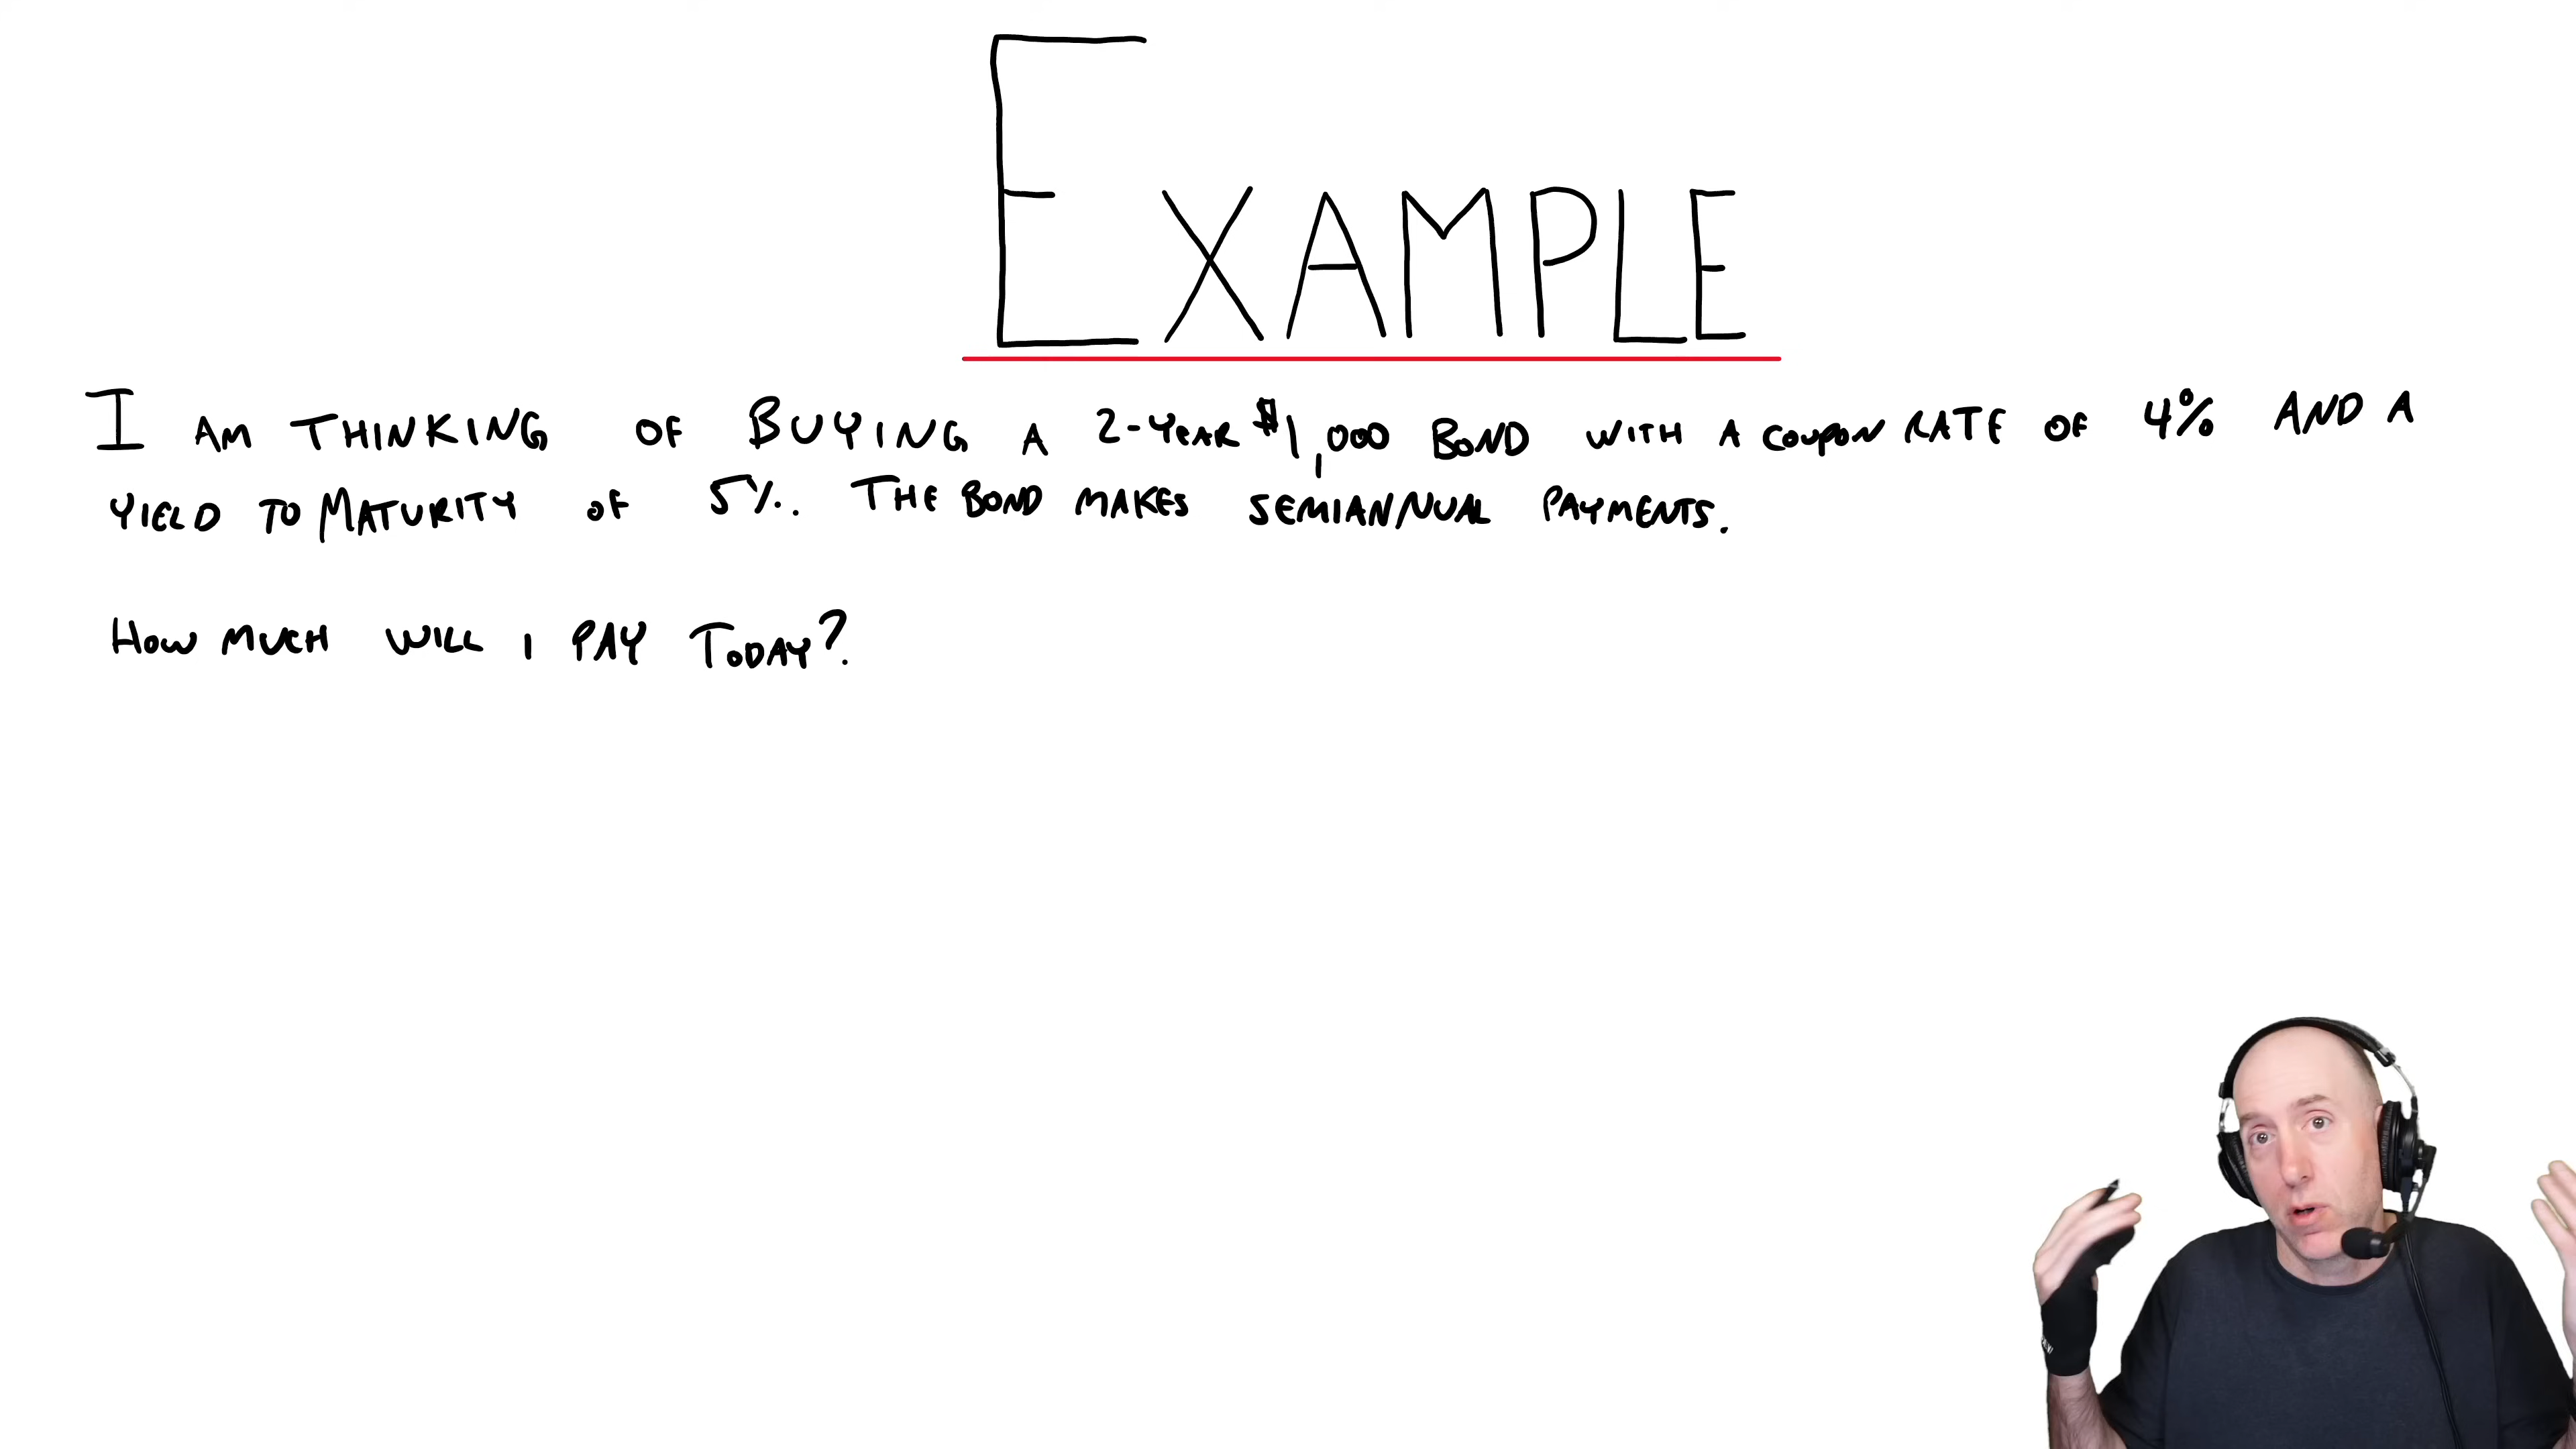 EXAMPLE
I AM THINKING OF BUYING A 2-YEAR $1,000 BOND WITH A COUPON RATE OF 4% AND A
YIELD TO MATURITY OF 5%. THE BOND MAKES SEMIANNUAL PAYMENTS.
HOW MUCH WILL I PAY TODAY?